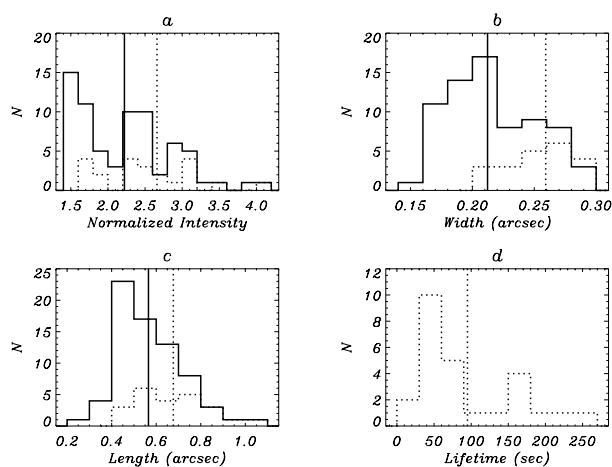 a
20
15
10
5
0
N
1.5 2.0 2.5 3.0 3.5 4.0
Normalized Intensity
b
20
15
10
5
0
N
0.15 0.20 0.25 0.30
Width (arcsec)
c
25
20
15
10
5
0
N
0.2 0.4 0.6 0.8 1.0
Length (arcsec)
d
12
10
8
6
4
2
0
N
0 50 100 150 200 250
Lifetime (sec)